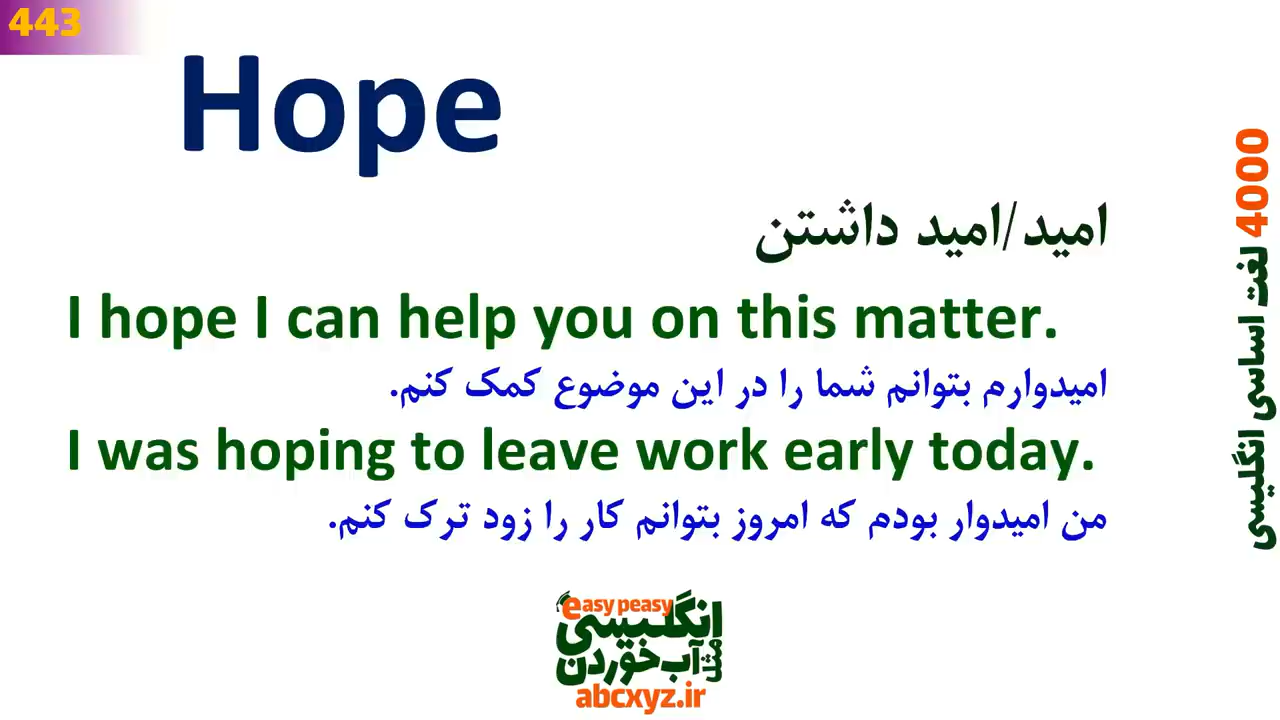 443
Hope
امید/امید داشتن
I hope I can help you on this matter.
امیدوارم بتوانم شما را در این موضوع کمک کنم.
I was hoping to leave work early today.
من امیدوار بودم که امروز بتوانم کار را زود ترک کنم.
4000 لغت اساسی انگلیسی
easy peasy
انگلیسی
مثل آب خوردن
abcxyz.ir